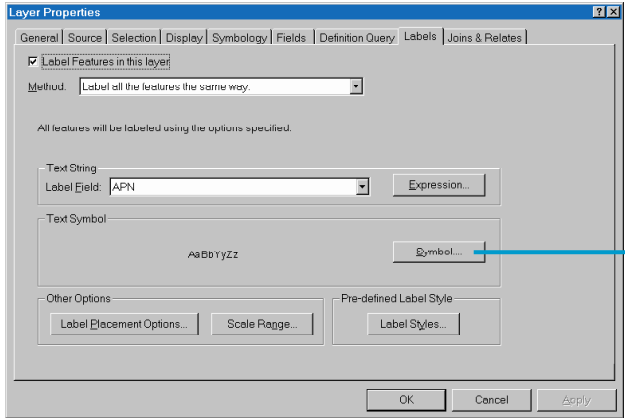 Layer Properties
General Source Selection Display Symbology Fields Definition Query Labels Joins & Relates
Label Features in this layer
Method: Label all the features the same way.
All features will be labeled using the options specified.
Text String
Label Field: APN Expression...
Text Symbol
AaBbYyZz Symbol...
Other Options Pre-defined Label Style
Label Placement Options... Scale Range... Label Styles...
OK Cancel Apply